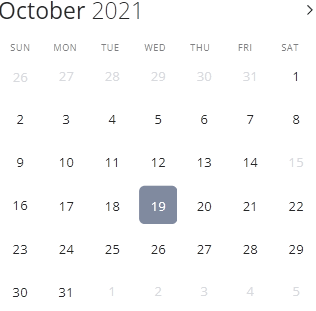 October 2021
SUN MON TUE WED THU FRI SAT
26 27 28 29 30 31 1
2 3 4 5 6 7 8
9 10 11 12 13 14 15
16 17 18 19 20 21 22
23 24 25 26 27 28 29
30 31 1 2 3 4 5